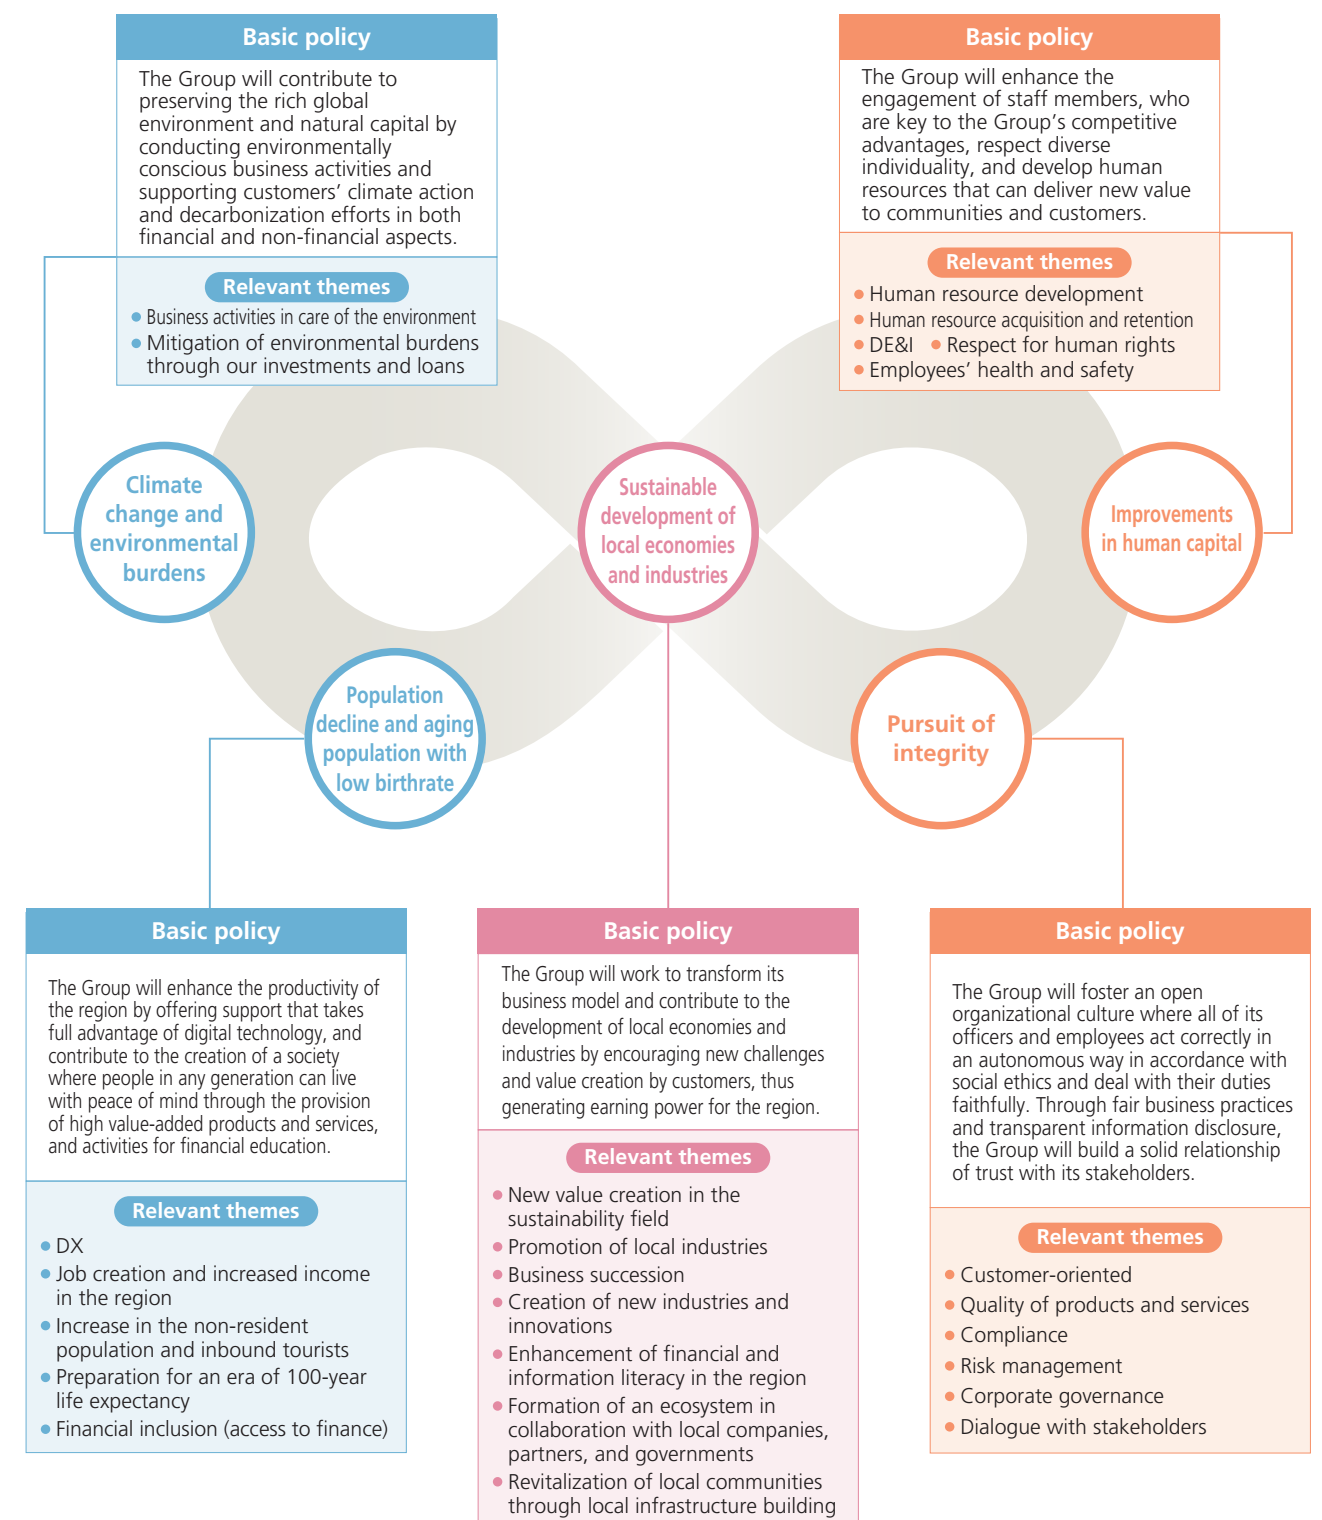 Basic policy
The Group will contribute to
preserving the rich global
environment and natural capital by
conducting environmentally
conscious business activities and
supporting customers’ climate action
and decarbonization efforts in both
financial and non-financial aspects.
Relevant themes
● Business activities in care of the environment
● Mitigation of environmental burdens
through our investments and loans
Basic policy
The Group will enhance the
engagement of staff members, who
are key to the Group’s competitive
advantages, respect diverse
individuality, and develop human
resources that can deliver new value
to communities and customers.
Relevant themes
● Human resource development
● Human resource acquisition and retention
● DE&I ● Respect for human rights
● Employees’ health and safety
Climate
change and
environmental
burdens
Sustainable
development of
local economies
and industries
Improvements
in human capital
Population
decline and aging
population with
low birthrate
Pursuit of
integrity
Basic policy
The Group will enhance the productivity of
the region by offering support that takes
full advantage of digital technology, and
contribute to the creation of a society
where people in any generation can live
with peace of mind through the provision
of high value-added products and services,
and activities for financial education.
Relevant themes
● DX
● Job creation and increased income
in the region
● Increase in the non-resident
population and inbound tourists
● Preparation for an era of 100-year
life expectancy
● Financial inclusion (access to finance)
Basic policy
The Group will work to transform its
business model and contribute to the
development of local economies and
industries by encouraging new challenges
and value creation by customers, thus
generating earning power for the region.
Relevant themes
● New value creation in the
sustainability field
● Promotion of local industries
● Business succession
● Creation of new industries and
innovations
● Enhancement of financial and
information literacy in the region
● Formation of an ecosystem in
collaboration with local companies,
partners, and governments
● Revitalization of local communities
through local infrastructure building
Basic policy
The Group will foster an open
organizational culture where all of its
officers and employees act correctly in
an autonomous way in accordance with
social ethics and deal with their duties
faithfully. Through fair business practices
and transparent information disclosure,
the Group will build a solid relationship
of trust with its stakeholders.
Relevant themes
● Customer-oriented
● Quality of products and services
● Compliance
● Risk management
● Corporate governance
● Dialogue with stakeholders